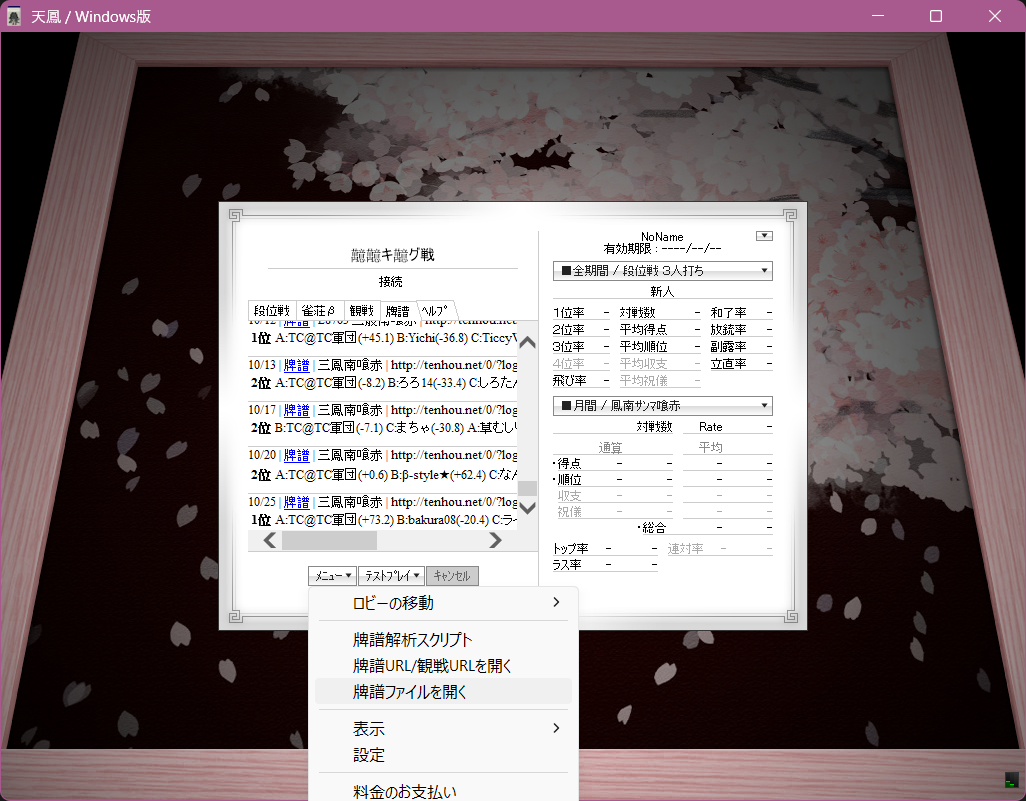 天鳳 / Windows版
キ
グ戦
接続
段位戦 雀荘β 観戦 牌譜 ﾍﾙﾌﾟ
1位 A:TC@TC軍団(+45.1) B:Yichi(-36.8) C:Ticcy
10/13 | 牌譜 | 三鳳南喰赤 | http://tenhou.net/0/?log
2位 A:TC@TC軍団(-8.2) B:ろろ14(-33.4) C:しろたん
10/17 | 牌譜 | 三鳳南喰赤 | http://tenhou.net/0/?log
2位 B:TC@TC軍団(-7.1) C:まちゃ(-30.8) A:草むしり
10/20 | 牌譜 | 三鳳南喰赤 | http://tenhou.net/0/?log
2位 A:TC@TC軍団(+0.6) B:β-style★(+62.4) C:なん
10/25 | 牌譜 | 三鳳南喰赤 | http://tenhou.net/0/?log
1位 A:TC@TC軍団(+73.2) B:bakura08(-20.4) C:ラー
ﾒﾆｭｰ▼ ﾃｽﾄﾌﾟﾚｲ▼ ｷｬﾝｾﾙ
ロビーの移動
牌譜解析スクリプト
牌譜URL/観戦URLを開く
牌譜ファイルを開く
表示
設定
料金のお支払い
NoName
有効期限 : ----/--/--
■全期間 / 段位戦 3人打ち
新人
1位率 - 対戦数 - 和了率 -
2位率 - 平均得点 - 放銃率 -
3位率 - 平均順位 - 副露率 -
4位率 - 平均収支 - 立直率 -
飛び率 - 平均祝儀 -
■月間 / 鳳南ｻﾝﾏ喰赤
対戦数 Rate -
通算 平均
・得点 - - - -
・順位 - - - -
収支 - - - -
祝儀 - - - -
・総合 - -
トップ率 - - 連対率 - -
ラス率 - -